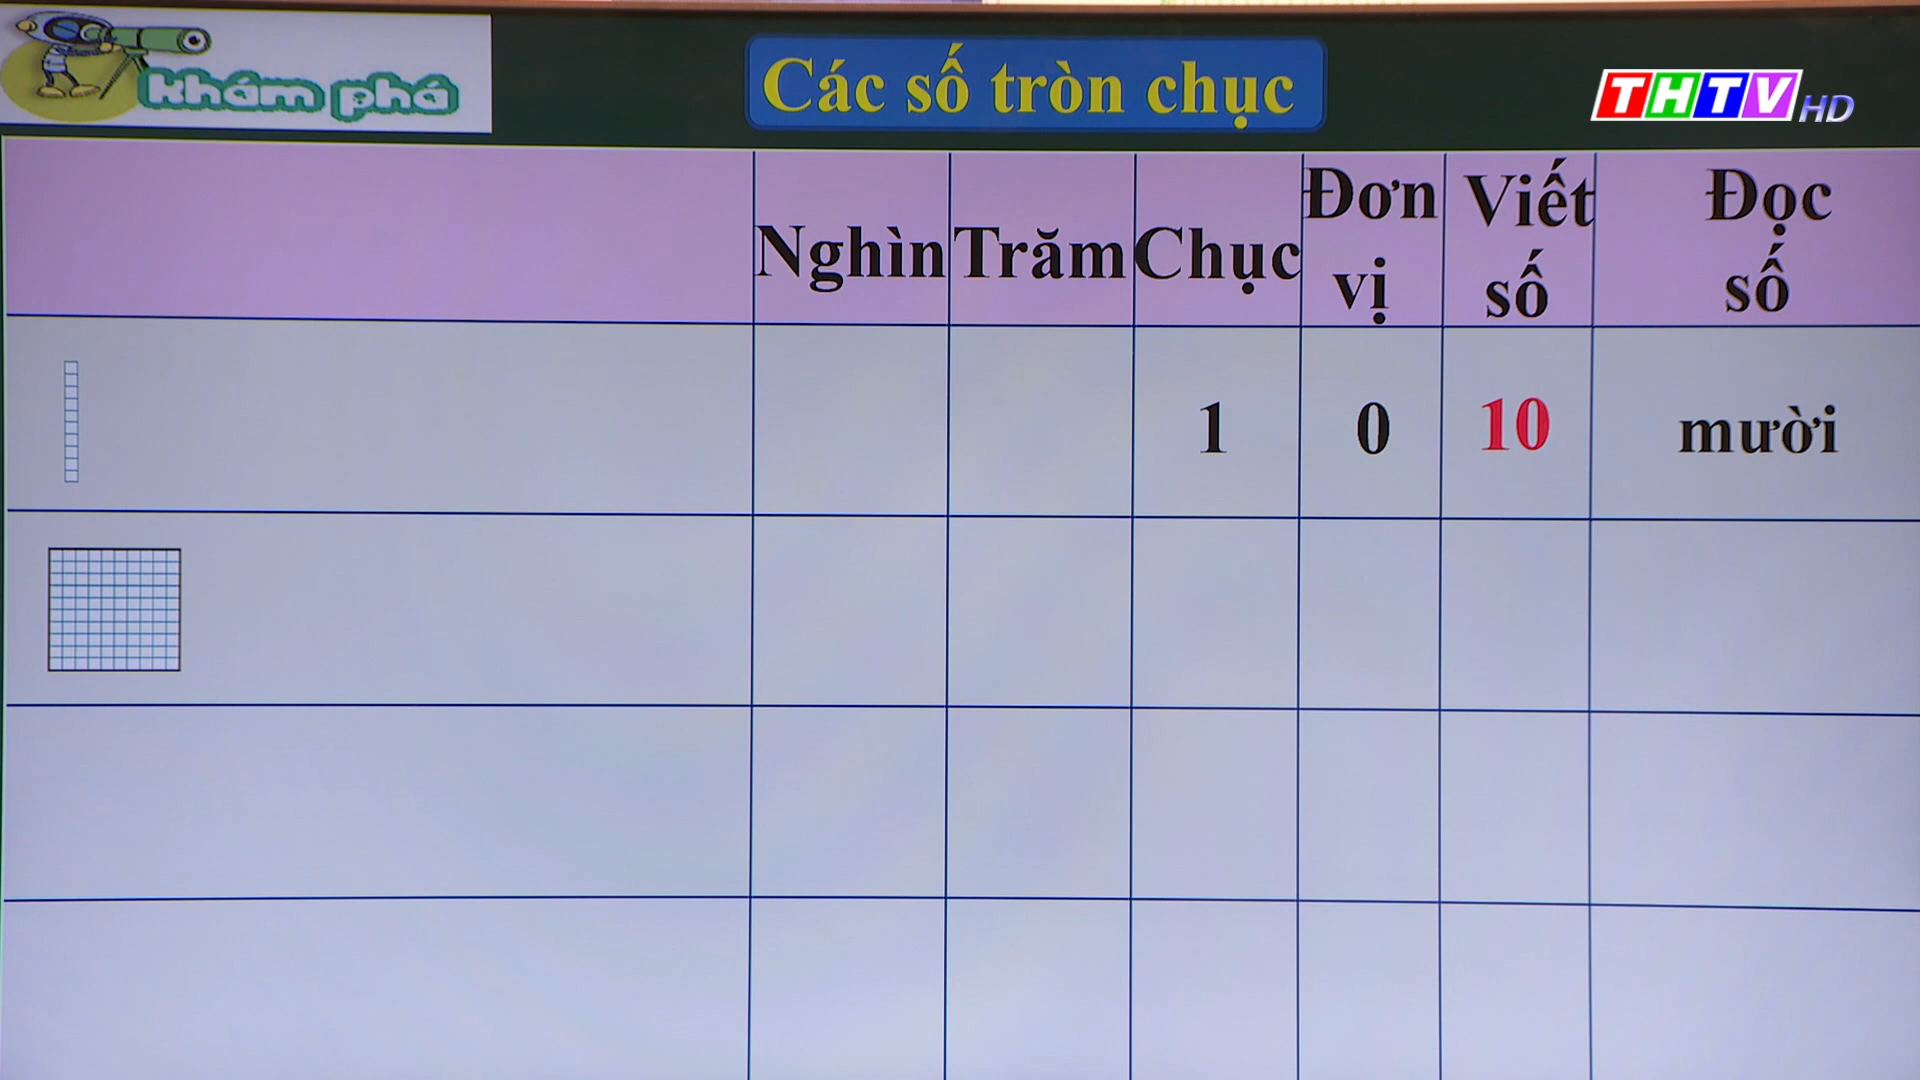 khám phá
Các số tròn chục
THTV HD
Nghìn
Trăm
Chục
Đơn
vị
Viết
số
Đọc
số
1
0
10
mười